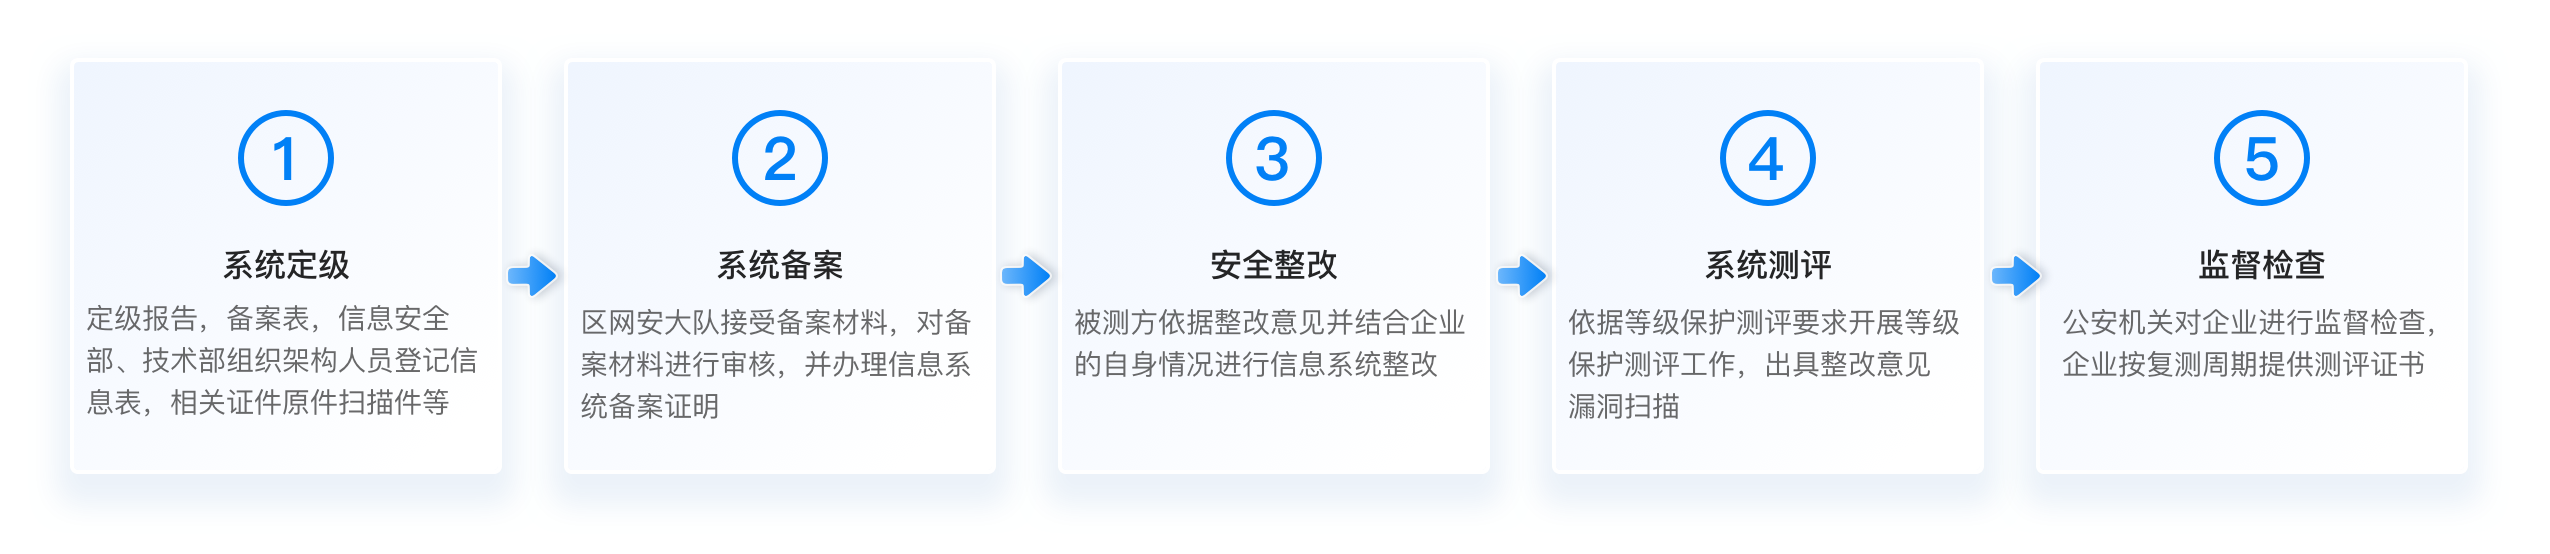 1
系统定级
定级报告，备案表，信息安全
部、技术部组织架构人员登记信
息表，相关证件原件扫描件等
2
系统备案
区网安大队接受备案材料，对备
案材料进行审核，并办理信息系
统备案证明
3
安全整改
被测方依据整改意见并结合企业
的自身情况进行信息系统整改
4
系统测评
依据等级保护测评要求开展等级
保护测评工作，出具整改意见
漏洞扫描
5
监督检查
公安机关对企业进行监督检查，
企业按复测周期提供测评证书